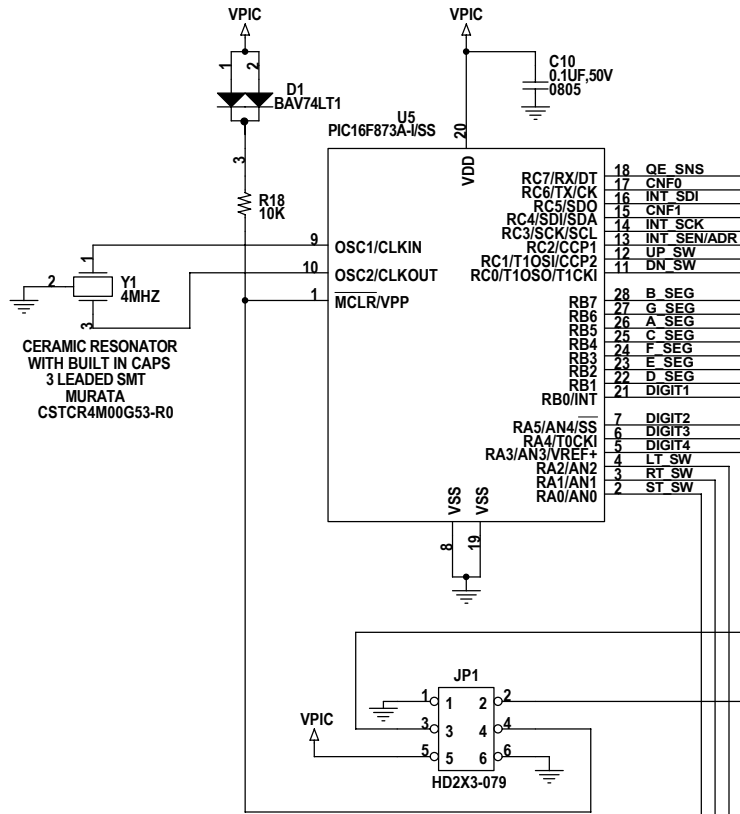 VPIC
VPIC
1
2
D1
BAV74LT1
3
C10
0.1UF,50V
0805
U5
PIC16F873A-I/SS
20
VDD
R18
10K
9 OSC1/CLKIN
10 OSC2/CLKOUT
1 MCLR/VPP
1
2
3
Y1
4MHZ
CERAMIC RESONATOR
WITH BUILT IN CAPS
3 LEADED SMT
MURATA
CSTCR4M00G53-R0
RC7/RX/DT 18 QE_SNS
RC6/TX/CK 17 CNF0
RC5/SDO 16 INT_SDI
RC4/SDI/SDA 15 CNF1
RC3/SCK/SCL 14 INT_SCK
RC2/CCP1 13 INT_SEN/ADR
RC1/T1OSI/CCP2 12 UP_SW
RC0/T1OSO/T1CKI 11 DN_SW
RB7 28 B_SEG
RB6 27 G_SEG
RB5 26 A_SEG
RB4 25 C_SEG
RB3 24 F_SEG
RB2 23 E_SEG
RB1 22 D_SEG
RB0/INT 21 DIGIT1
RA5/AN4/SS 7 DIGIT2
RA4/T0CKI 6 DIGIT3
RA3/AN3/VREF+ 5 DIGIT4
RA2/AN2 4 LT_SW
RA1/AN1 3 RT_SW
RA0/AN0 2 ST_SW
VSS
VSS
8
19
JP1
1 1 2 2
3 3 4 4
VPIC
5 5 6 6
HD2X3-079